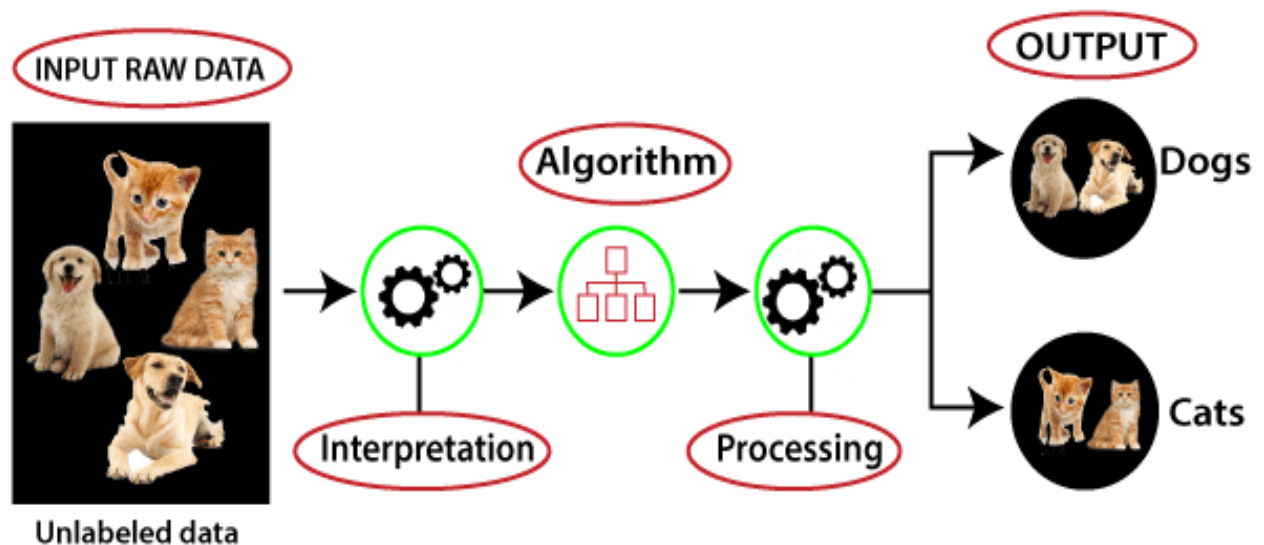 INPUT RAW DATA
Unlabeled data
Interpretation
Algorithm
Processing
OUTPUT
Dogs
Cats